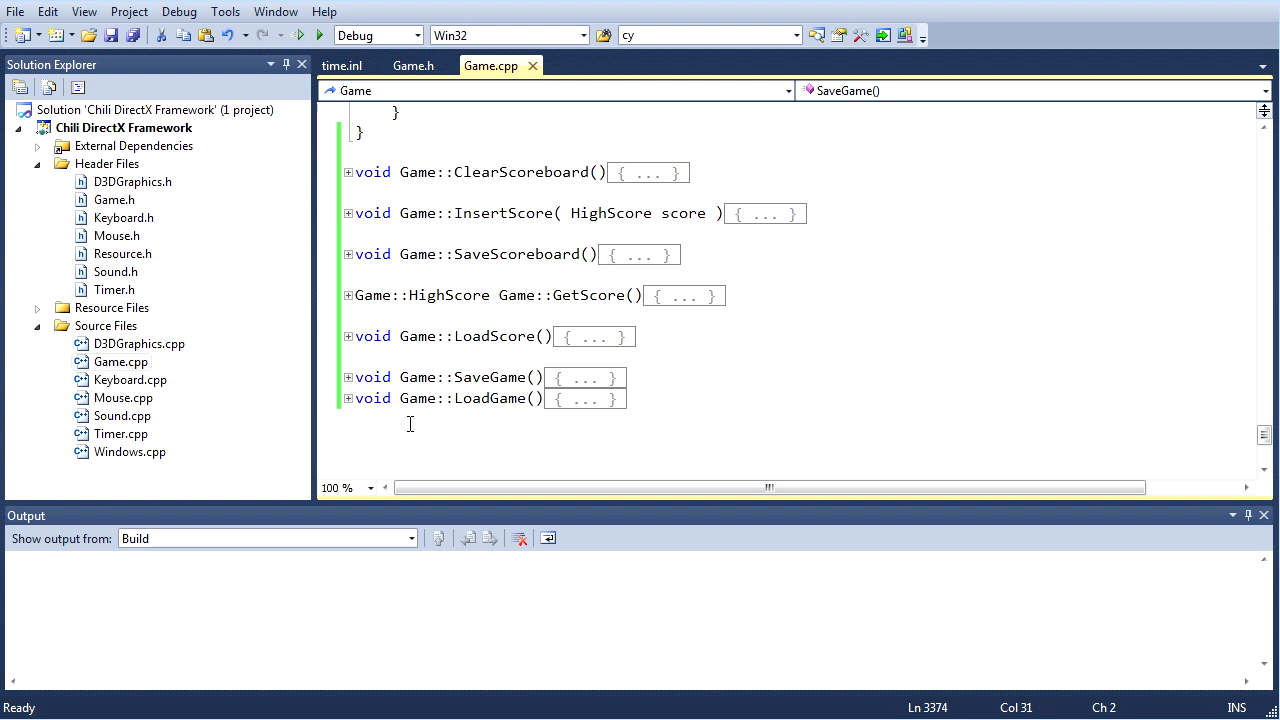 File Edit View Project Debug Tools Window Help
Debug Win32 cy
Solution Explorer
time.inl Game.h Game.cpp
Game SaveGame()
Solution 'Chili DirectX Framework' (1 project)
Chili DirectX Framework
External Dependencies
Header Files
D3DGraphics.h
Game.h
Keyboard.h
Mouse.h
Resource.h
Sound.h
Timer.h
Resource Files
Source Files
D3DGraphics.cpp
Game.cpp
Keyboard.cpp
Mouse.cpp
Sound.cpp
Timer.cpp
Windows.cpp
}
}
void Game::ClearScoreboard(){ ... }
void Game::InsertScore( HighScore score ){ ... }
void Game::SaveScoreboard(){ ... }
Game::HighScore Game::GetScore(){ ... }
void Game::LoadScore(){ ... }
void Game::SaveGame(){ ... }
void Game::LoadGame(){ ... }
100 %
Output
Show output from: Build
Ready Ln 3374 Col 31 Ch 2 INS